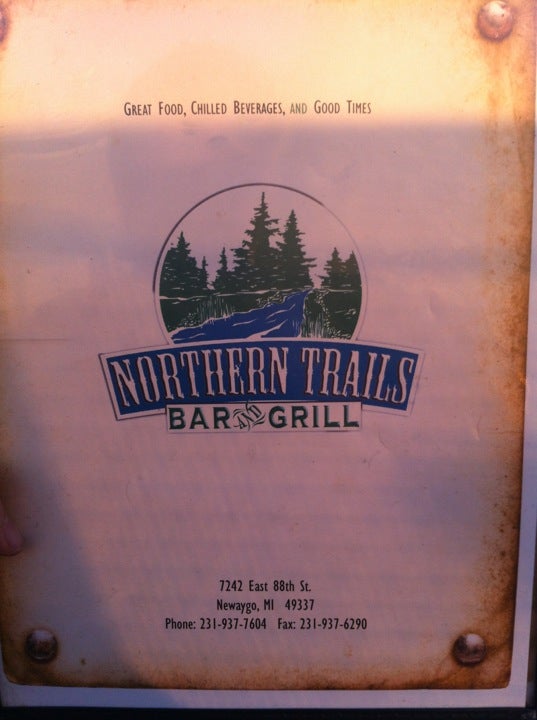 Great Food, Chilled Beverages, and Good Times
NORTHERN TRAILS
BAR AND GRILL
7242 East 88th St.
Newaygo, MI 49337
Phone: 231-937-7604 Fax: 231-937-6290